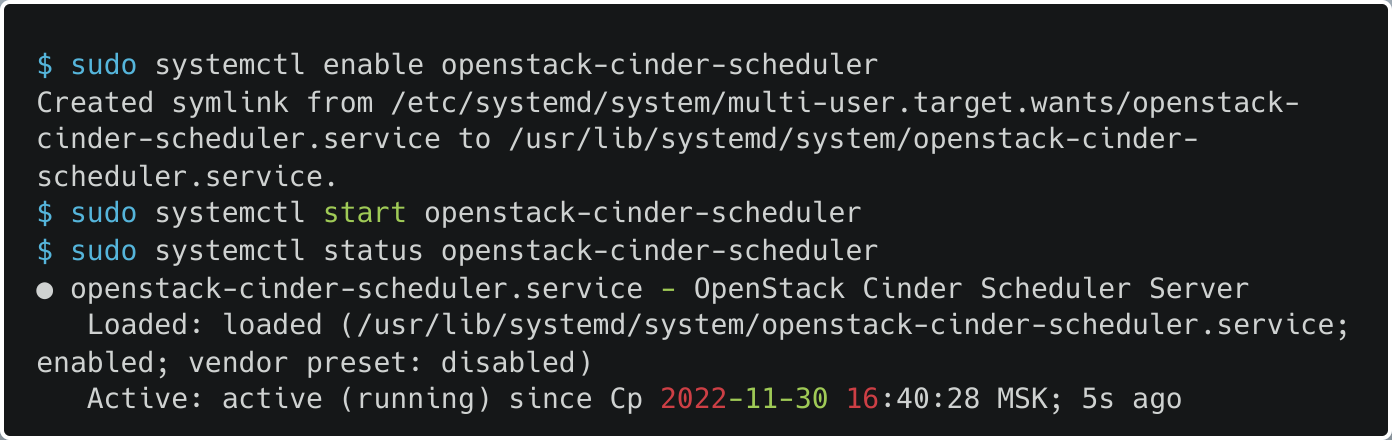 $ sudo systemctl enable openstack-cinder-scheduler
Created symlink from /etc/systemd/system/multi-user.target.wants/openstack-
cinder-scheduler.service to /usr/lib/systemd/system/openstack-cinder-
scheduler.service.
$ sudo systemctl start openstack-cinder-scheduler
$ sudo systemctl status openstack-cinder-scheduler
● openstack-cinder-scheduler.service - OpenStack Cinder Scheduler Server
   Loaded: loaded (/usr/lib/systemd/system/openstack-cinder-scheduler.service;
enabled; vendor preset: disabled)
   Active: active (running) since Ср 2022-11-30 16:40:28 MSK; 5s ago